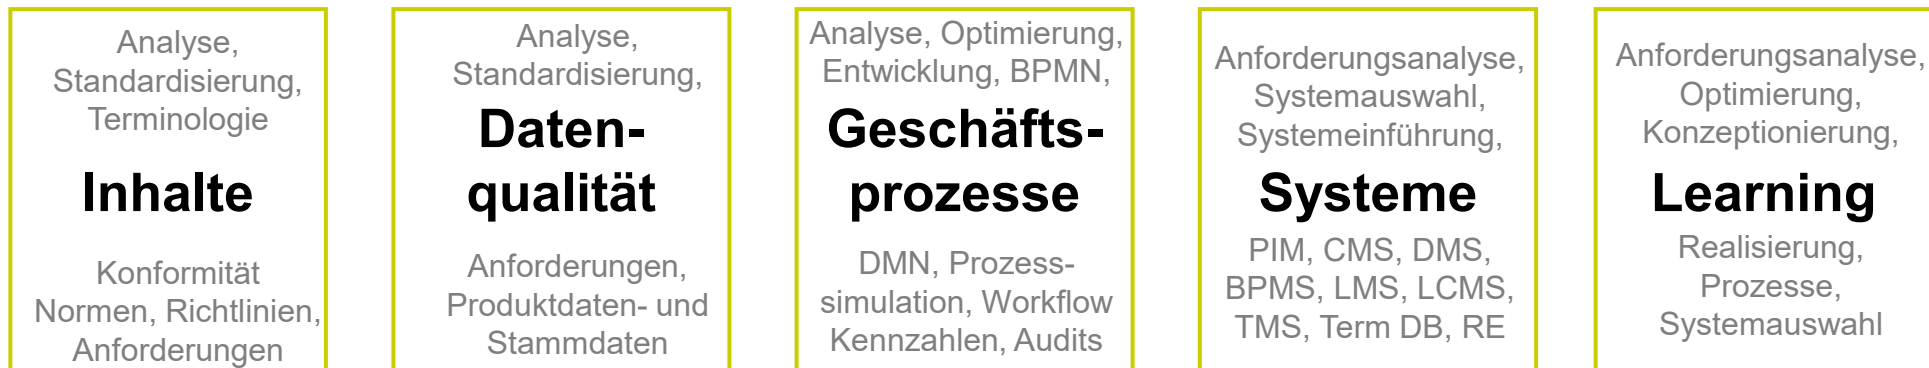 Analyse,
Standardisierung,
Terminologie
Inhalte
Konformität
Normen, Richtlinien,
Anforderungen
Analyse,
Standardisierung,
Daten-
qualität
Anforderungen,
Produktdaten- und
Stammdaten
Analyse, Optimierung,
Entwicklung, BPMN,
Geschäfts-
prozesse
DMN, Prozess-
simulation, Workflow
Kennzahlen, Audits
Anforderungsanalyse,
Systemauswahl,
Systemeinführung,
Systeme
PIM, CMS, DMS,
BPMS, LMS, LCMS,
TMS, Term DB, RE
Anforderungsanalyse,
Optimierung,
Konzeptionierung,
Learning
Realisierung,
Prozesse,
Systemauswahl